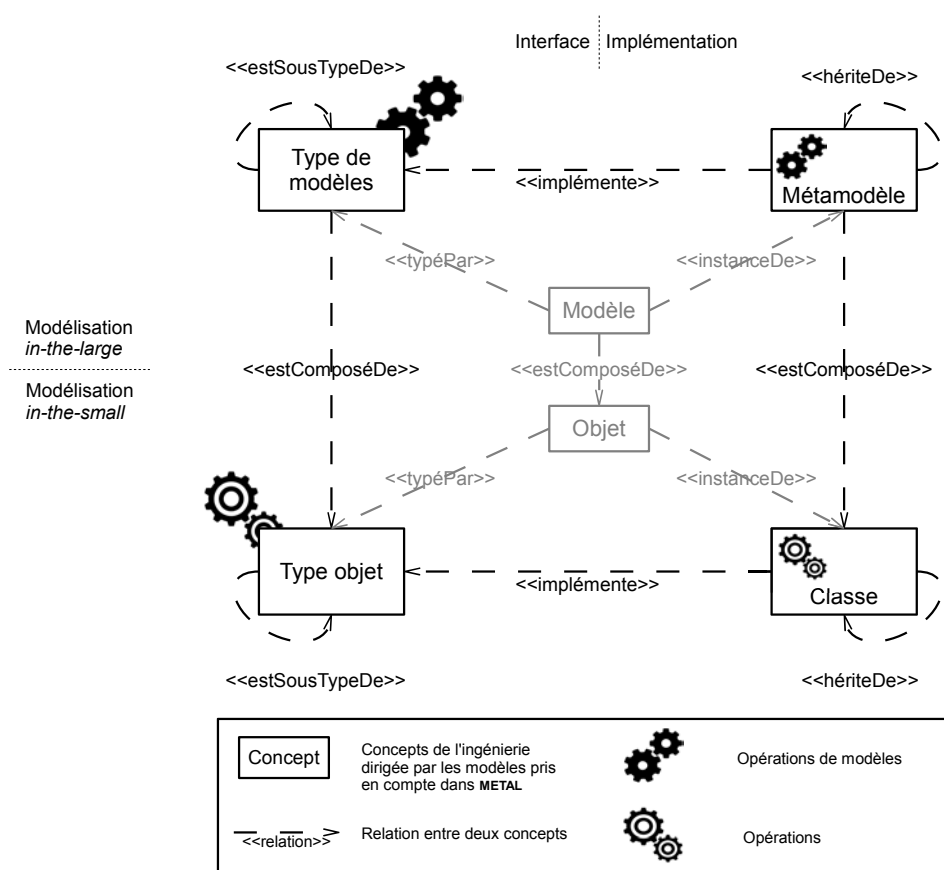 Interface Implémentation
<<estSousTypeDe>>
<<hériteDe>>
Type de
modèles
<<implémente>>
Métamodèle
<<typéPar>>
<<instanceDe>>
Modèle
Modélisation
in-the-large
<<estComposéDe>>
<<estComposéDe>>
<<estComposéDe>>
Modélisation
in-the-small
Objet
<<typéPar>>
<<instanceDe>>
Type objet
<<implémente>>
Classe
<<estSousTypeDe>>
<<hériteDe>>
Concept
Concepts de l'ingénierie
dirigée par les modèles pris
en compte dans METAL
Opérations de modèles
<<relation>>
Relation entre deux concepts
Opérations